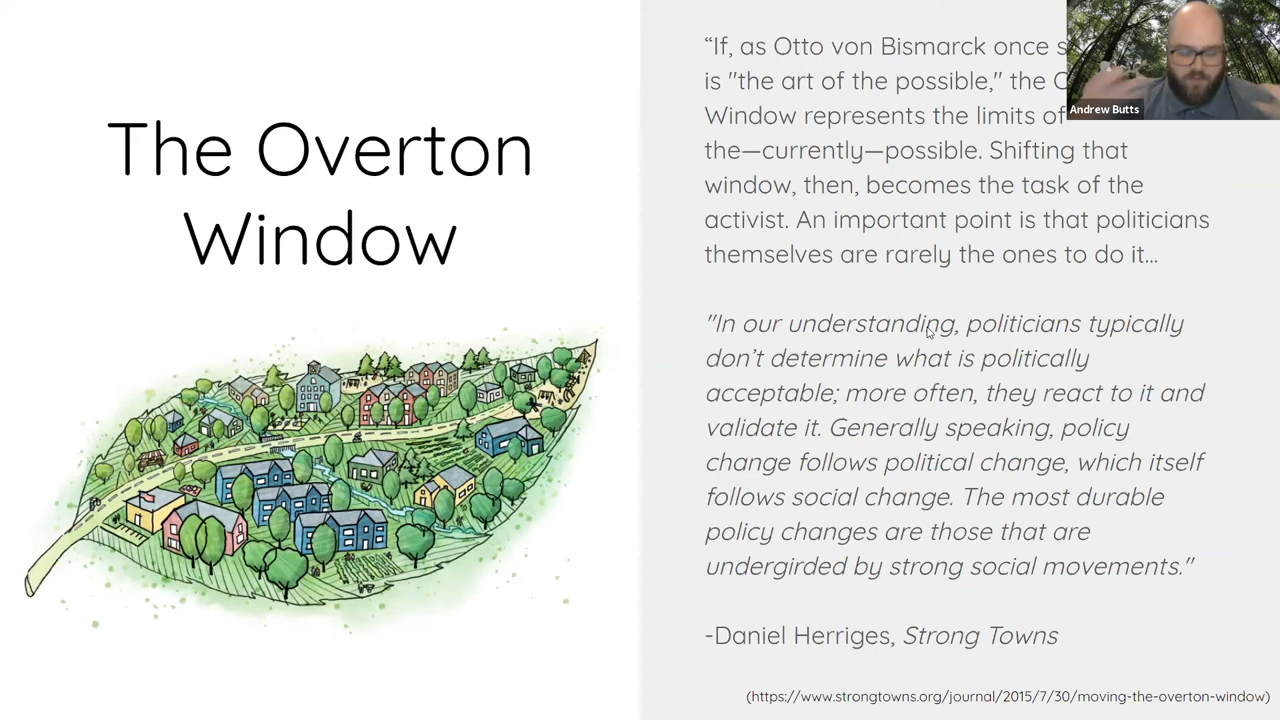 The Overton
Window
“If, as Otto von Bismarck once
is "the art of the possible," the
Window represents the limits of
the—currently—possible. Shifting that
window, then, becomes the task of the
activist. An important point is that politicians
themselves are rarely the ones to do it...
"In our understanding, politicians typically
don’t determine what is politically
acceptable; more often, they react to it and
validate it. Generally speaking, policy
change follows political change, which itself
follows social change. The most durable
policy changes are those that are
undergirded by strong social movements."
-Daniel Herriges, Strong Towns
(https://www.strongtowns.org/journal/2015/7/30/moving-the-overton-window)
Andrew Butts